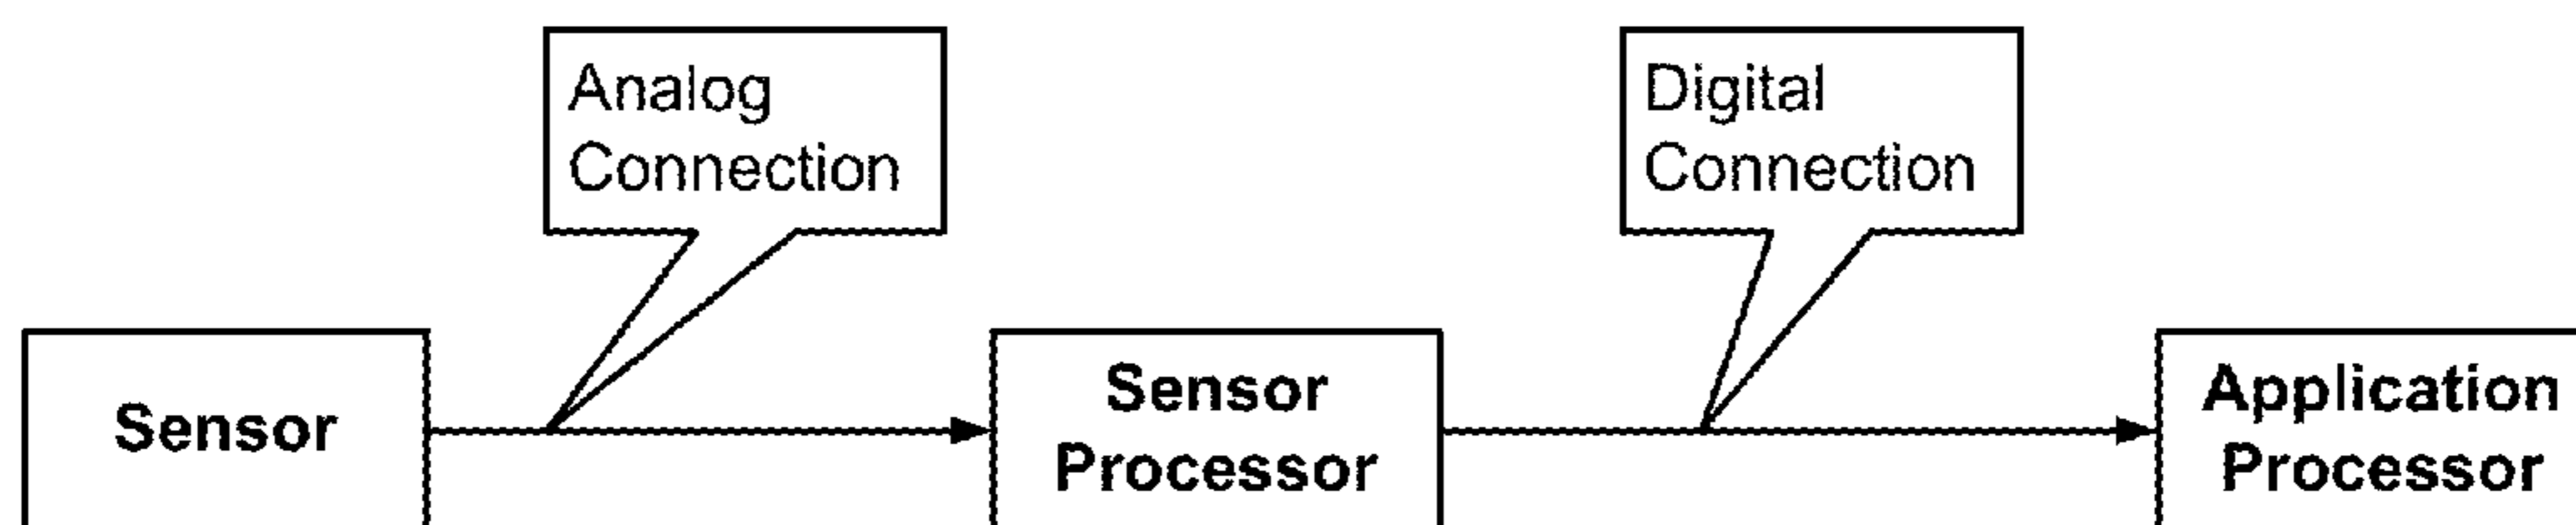 Analog
Connection
Digital
Connection
Sensor
Sensor
Processor
Application
Processor